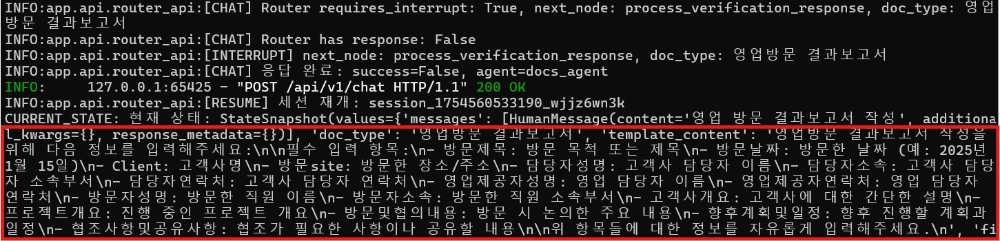 INFO:app.api.router_api:[CHAT] Router requires_interrupt: True, next_node: process_verification_response, doc_type: 영업
방문 결과보고서
INFO:app.api.router_api:[CHAT] Router has response: False
INFO:app.api.router_api:[INTERRUPT] next_node: process_verification_response, doc_type: 영업방문 결과보고서
INFO:app.api.router_api:[CHAT] 응답 완료: success=False, agent=docs_agent
INFO:     127.0.0.1:65425 - "POST /api/v1/chat HTTP/1.1" 200 OK
INFO:app.api.router_api:[RESUME] 세션 재개: session_1754560533190_wjjz6wn3k
CURRENT_STATE: 현재 상태: StateSnapshot(values={'messages': [HumanMessage(content='영업 방문 결과보고서 작성', additiona
l_kwargs={}, response_metadata={})], 'doc_type': '영업방문 결과보고서', 'template_content': '영업방문 결과보고서 작성을
위해 다음 정보를 입력해주세요:\n\n필수 입력 항목:\n- 방문제목: 방문 목적 또는 제목\n- 방문날짜: 방문한 날짜 (예: 2025년
1월 15일)\n- Client: 고객사명\n- 방문site: 방문한 장소/주소\n- 담당자성명: 고객사 담당자 이름\n- 담당자소속: 고객사 담당
자 소속부서\n- 담당자연락처: 고객사 담당자 연락처\n- 영업제공자성명: 영업 담당자 이름\n- 영업제공자연락처: 영업 담당자
연락처\n- 방문자성명: 방문한 직원 이름\n- 방문자소속: 방문한 직원 소속부서\n- 고객사개요: 고객사에 대한 간단한 설명\n-
프로젝트개요: 진행 중인 프로젝트 개요\n- 방문및협의내용: 방문 시 논의한 주요 내용\n- 향후계획및일정: 향후 진행할 계획과
일정\n- 협조사항및공유사항: 협조가 필요한 사항이나 공유할 내용\n\n위 항목들에 대한 정보를 자유롭게 입력해주세요.\n', 'fi